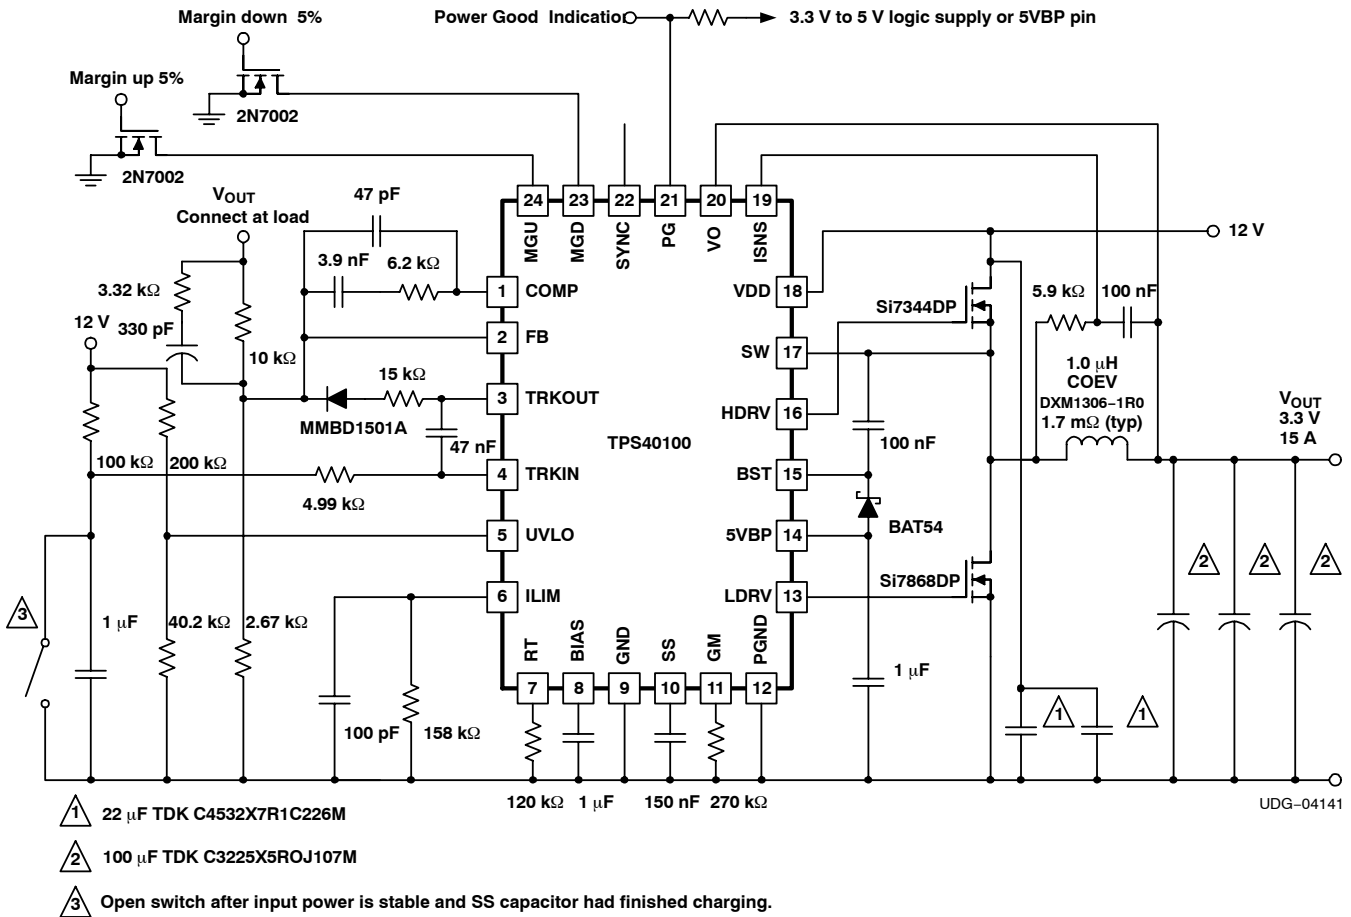 Margin down 5%
Power Good Indicatio
3.3 V to 5 V logic supply or 5VBP pin
Margin up 5%
2N7002
2N7002
VOUT
Connect at load
47 pF
24
23
22
21
20
19
MGU
MGD
SYNC
PG
VO
ISNS
12 V
3.9 nF
6.2 kΩ
3.32 kΩ
1
COMP
VDD
18
Si7344DP
5.9 kΩ
100 nF
12 V
330 pF
10 kΩ
2
FB
SW
17
1.0 μH
COEV
DXM1306−1R0
1.7 mΩ (typ)
15 kΩ
3
TRKOUT
HDRV
16
VOUT
3.3 V
15 A
MMBD1501A
47 nF
TPS40100
100 nF
100 kΩ
200 kΩ
4.99 kΩ
4
TRKIN
BST
15
BAT54
5
UVLO
5VBP
14
2
2
2
Si7868DP
6
ILIM
LDRV
13
3
1 μF
40.2 kΩ
2.67 kΩ
RT
BIAS
GND
SS
GM
PGND
7
8
9
10
11
12
1 μF
100 pF
158 kΩ
1
1
120 kΩ
1 μF
150 nF
270 kΩ
UDG−04141
1 22 μF TDK C4532X7R1C226M
2 100 μF TDK C3225X5ROJ107M
3 Open switch after input power is stable and SS capacitor had finished charging.